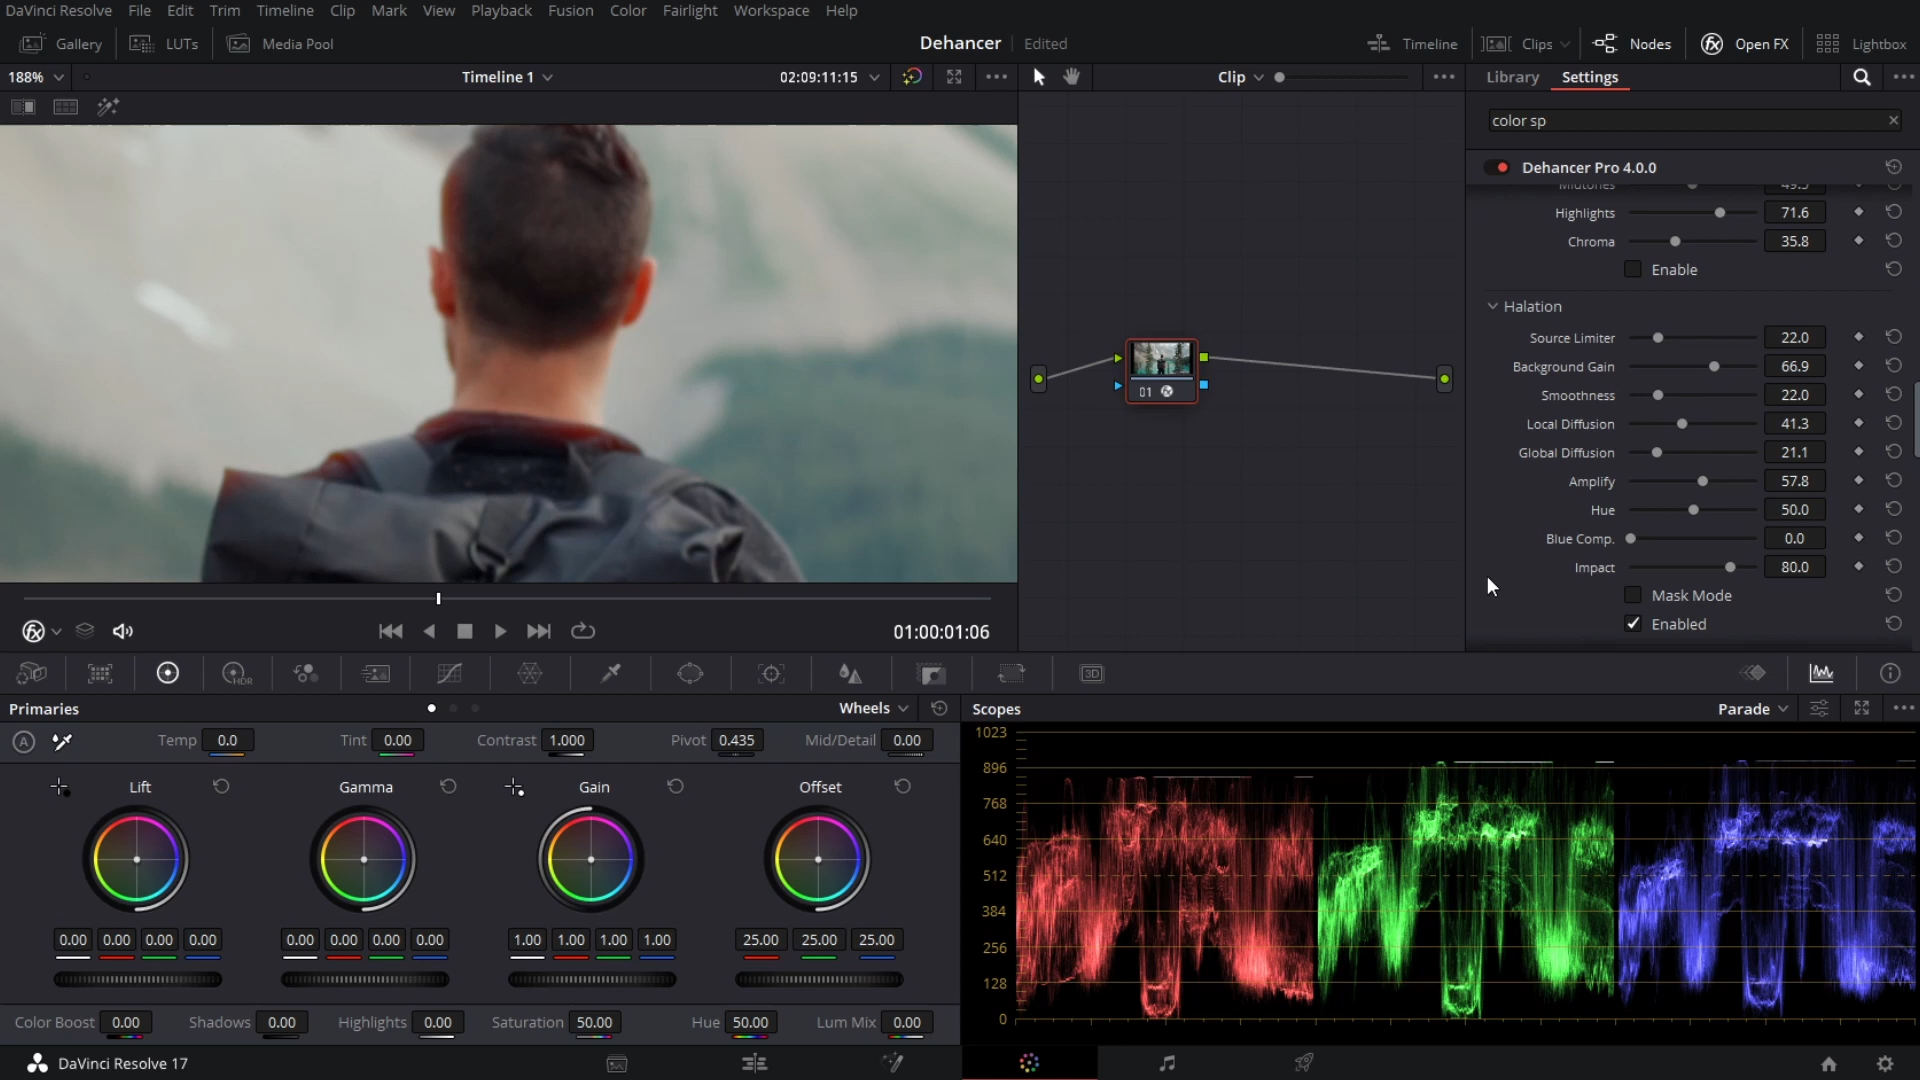 DaVinci Resolve File Edit Trim Timeline Clip Mark View Playback Fusion Color Fairlight Workspace Help
Gallery LUTs Media Pool Dehancer Edited Timeline Clips Nodes Open FX Lightbox
188% Timeline 1 02:09:11:15 Clip Library Settings
color sp
Dehancer Pro 4.0.0
Midtones 49.5
Highlights 71.6
Chroma 35.8
Enable
Halation
Source Limiter 22.0
Background Gain 66.9
Smoothness 22.0
Local Diffusion 41.3
Global Diffusion 21.1
Amplify 57.8
Hue 50.0
Blue Comp. 0.0
Impact 80.0
Mask Mode
Enabled
01
01:00:01:06
HDR 3D
Primaries Wheels Scopes Parade
A Temp 0.0 Tint 0.00 Contrast 1.000 Pivot 0.435 Mid/Detail 0.00
Lift Gamma Gain Offset
0.00 0.00 0.00 0.00 0.00 0.00 0.00 0.00 1.00 1.00 1.00 1.00 25.00 25.00 25.00
Color Boost 0.00 Shadows 0.00 Highlights 0.00 Saturation 50.00 Hue 50.00 Lum Mix 0.00
1023
896
768
640
512
384
256
128
0
DaVinci Resolve 17